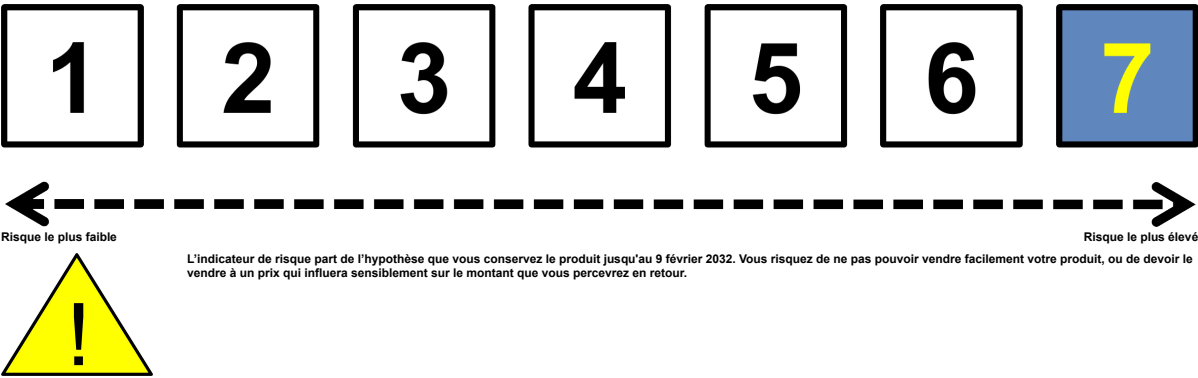 1 2 3 4 5 6 7
Risque le plus faible Risque le plus élevé
L'indicateur de risque part de l'hypothèse que vous conservez le produit jusqu'au 9 février 2032. Vous risquez de ne pas pouvoir vendre facilement votre produit, ou de devoir le
vendre à un prix qui influera sensiblement sur le montant que vous percevrez en retour.
!